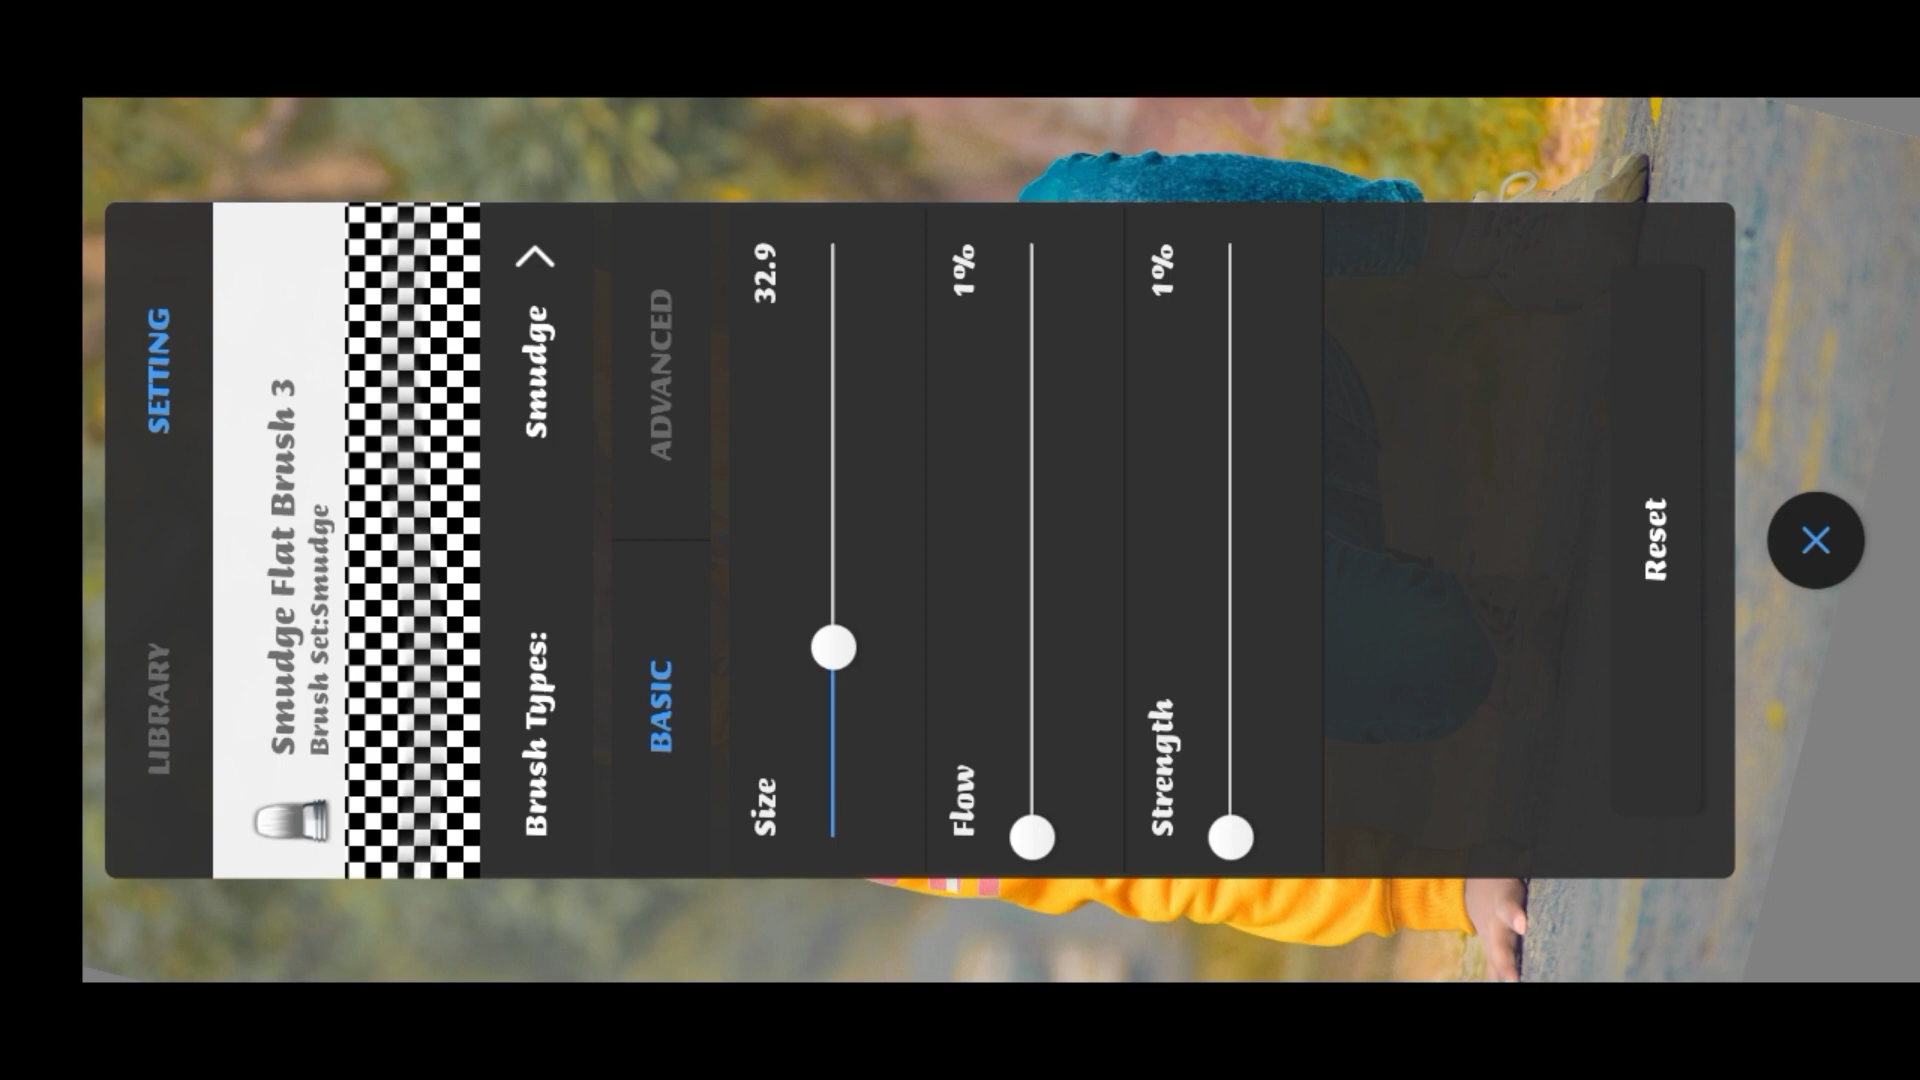 LIBRARY SETTING
Smudge Flat Brush 3
Brush Set:Smudge
Brush Types: Smudge
BASIC ADVANCED
Size 32.9
Flow 1%
Strength 1%
Reset